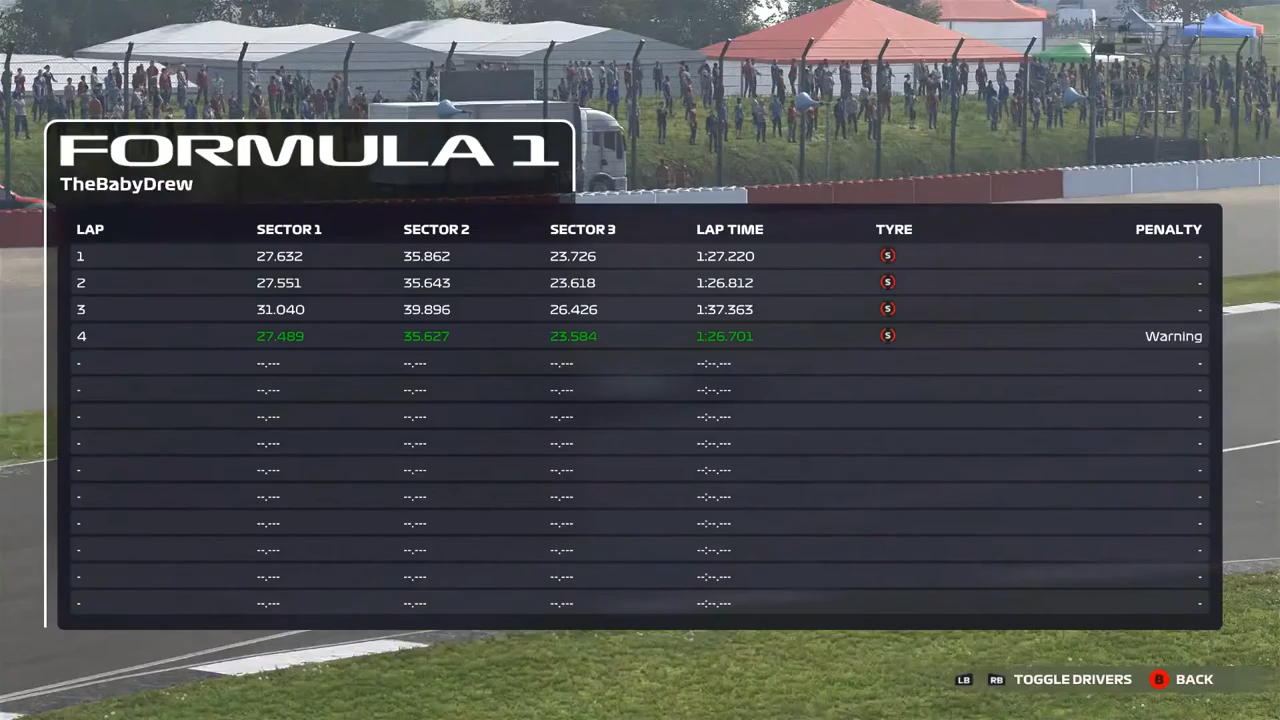 FORMULA 1
TheBabyDrew
LAP SECTOR 1 SECTOR 2 SECTOR 3 LAP TIME TYRE PENALTY
1 27.632 35.862 23.726 1:27.220 S -
2 27.551 35.643 23.618 1:26.812 S -
3 31.040 39.896 26.426 1:37.363 S -
4 27.489 35.627 23.584 1:26.701 S Warning
- --.--- --.--- --.--- --:--.--- -
- --.--- --.--- --.--- --:--.--- -
- --.--- --.--- --.--- --:--.--- -
- --.--- --.--- --.--- --:--.--- -
- --.--- --.--- --.--- --:--.--- -
- --.--- --.--- --.--- --:--.--- -
- --.--- --.--- --.--- --:--.--- -
- --.--- --.--- --.--- --:--.--- -
- --.--- --.--- --.--- --:--.--- -
- --.--- --.--- --.--- --:--.--- -
LB RB TOGGLE DRIVERS B BACK